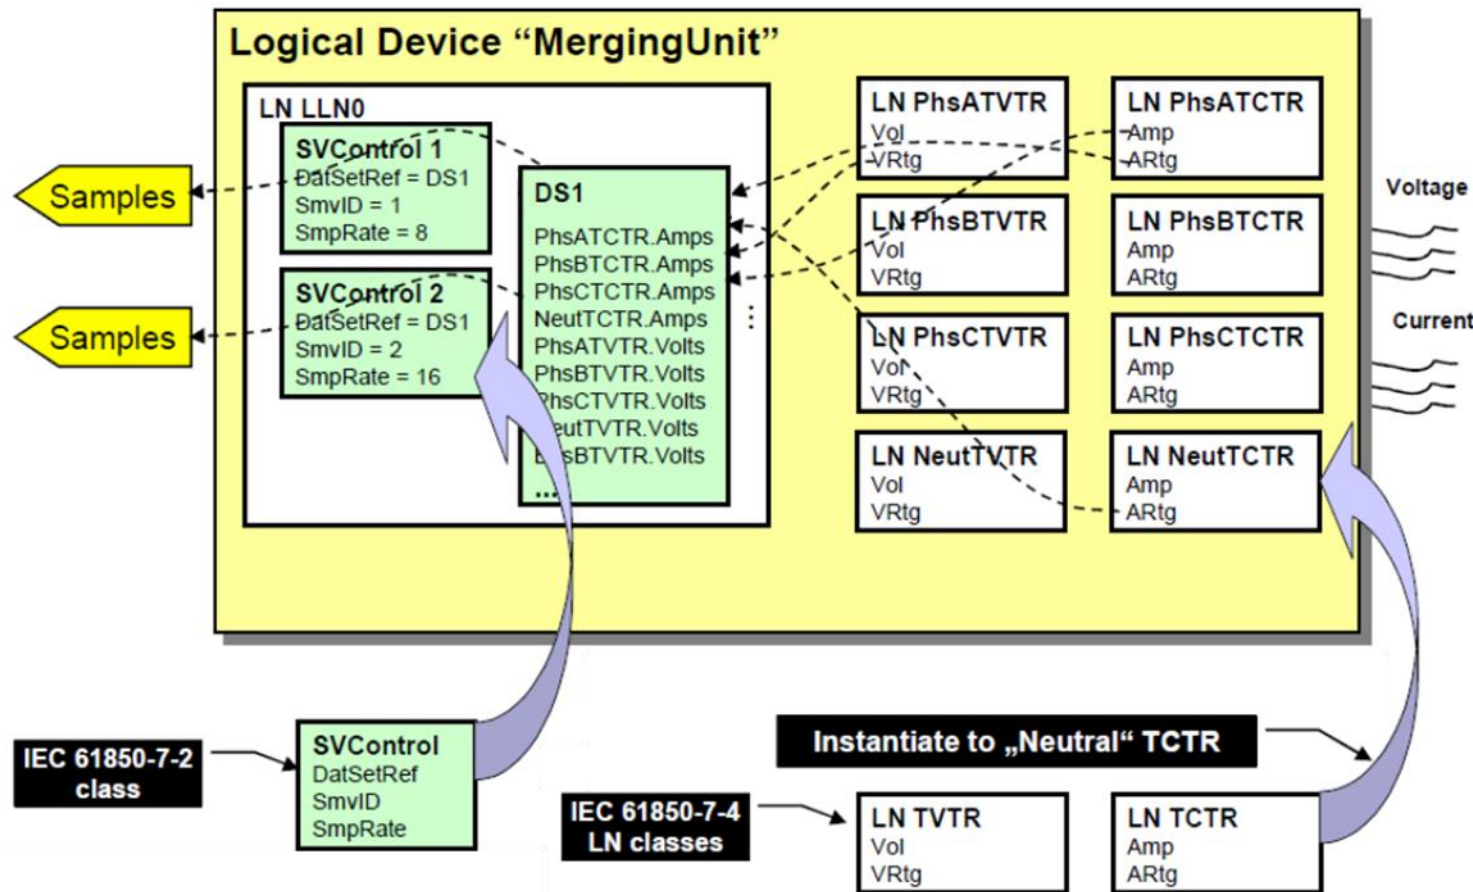 Logical Device “MergingUnit”
LN LLN0
SVControl 1
DatSetRef = DS1
SmvID = 1
SmpRate = 8
SVControl 2
DatSetRef = DS1
SmvID = 2
SmpRate = 16
Samples
Samples
DS1
PhsATCTR.Amps
PhsBTCTR.Amps
PhsCTCTR.Amps
NeutTCTR.Amps
PhsATVTR.Volts
PhsBTVTR.Volts
PhsCTVTR.Volts
NeutTVTR.Volts
...
⋮
LN PhsATVTR
Vol
VRtg
LN PhsATCTR
Amp
ARtg
LN PhsBTVTR
Vol
VRtg
LN PhsBTCTR
Amp
ARtg
LN PhsCTVTR
Vol
VRtg
LN PhsCTCTR
Amp
ARtg
LN NeutTVTR
Vol
VRtg
LN NeutTCTR
Amp
ARtg
Voltage
Current
IEC 61850-7-2
class
SVControl
DatSetRef
SmvID
SmpRate
Instantiate to „Neutral“ TCTR
IEC 61850-7-4
LN classes
LN TVTR
Vol
VRtg
LN TCTR
Amp
ARtg